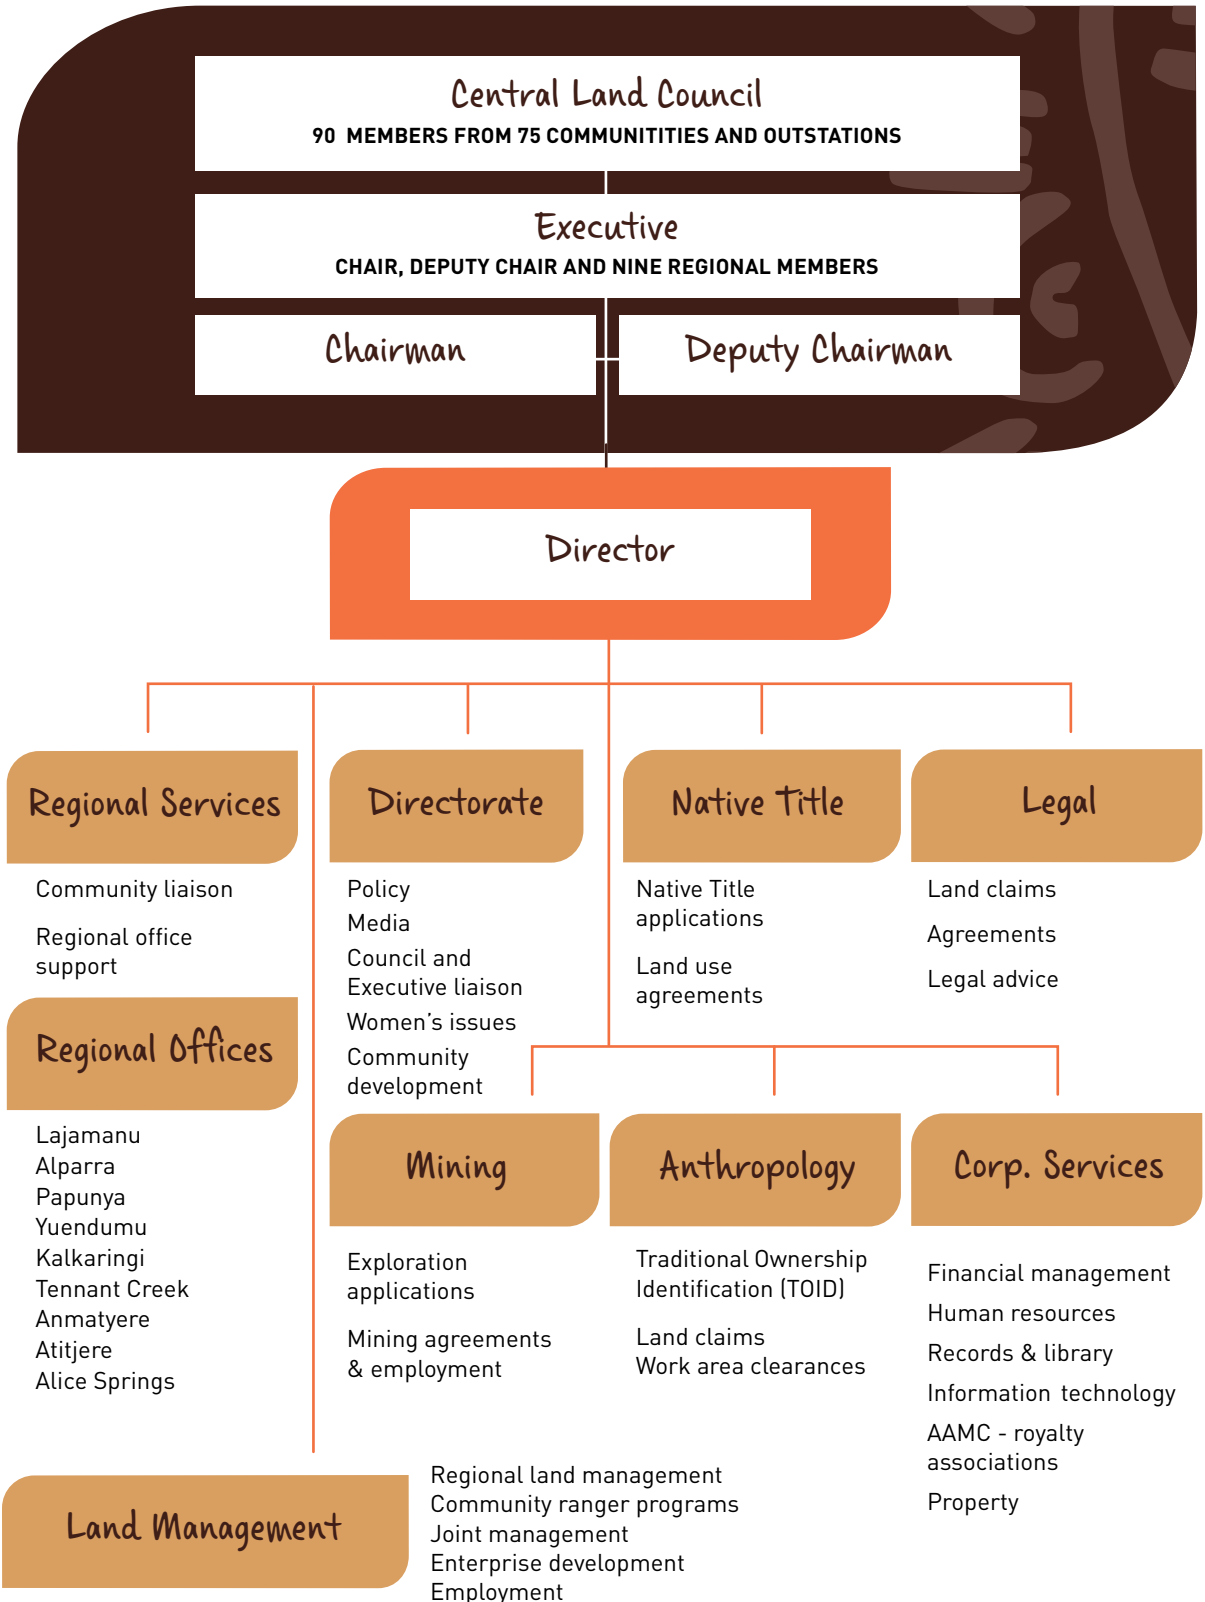 Central Land Council
90 MEMBERS FROM 75 COMMUNITITIES AND OUTSTATIONS
Executive
CHAIR, DEPUTY CHAIR AND NINE REGIONAL MEMBERS
Chairman
Deputy Chairman
Director
Regional Services
Community liaison
Regional office
support
Regional Offices
Lajamanu
Alparra
Papunya
Yuendumu
Kalkaringi
Tennant Creek
Anmatyere
Atitjere
Alice Springs
Directorate
Policy
Media
Council and
Executive liaison
Women's issues
Community
development
Native Title
Native Title
applications
Land use
agreements
Legal
Land claims
Agreements
Legal advice
Mining
Exploration
applications
Mining agreements
& employment
Anthropology
Traditional Ownership
Identification (TOID)
Land claims
Work area clearances
Corp. Services
Financial management
Human resources
Records & library
Information technology
AAMC - royalty
associations
Property
Land Management
Regional land management
Community ranger programs
Joint management
Enterprise development
Employment